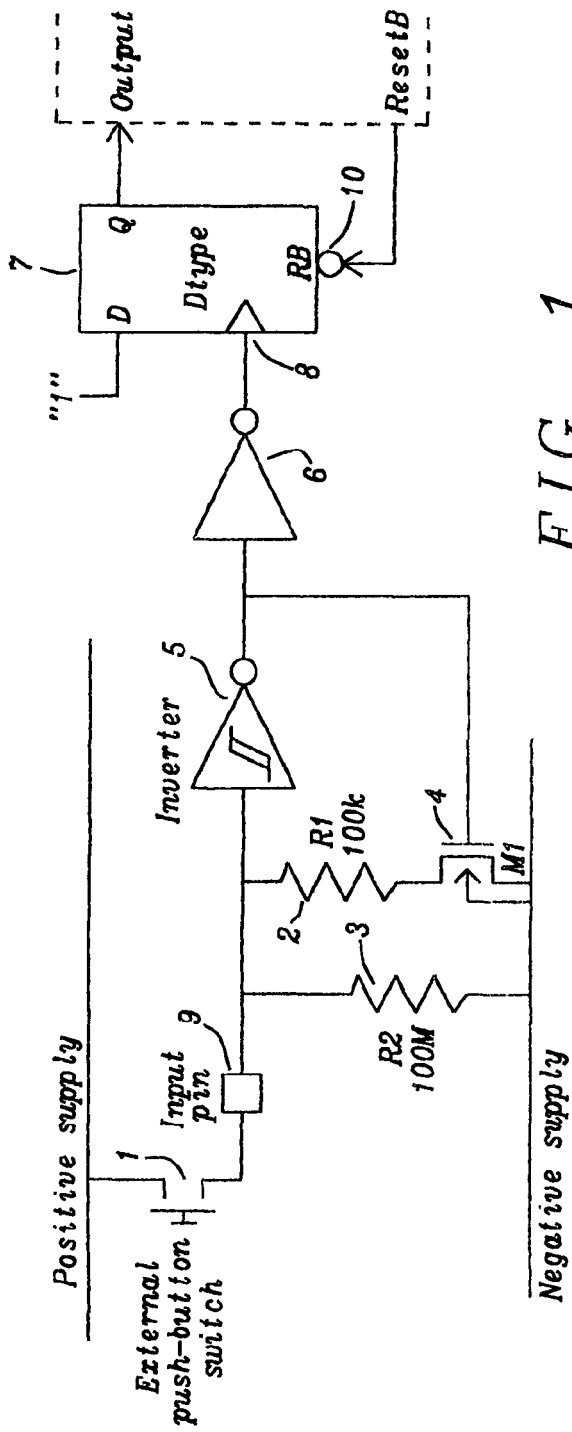 Positive supply
External
push-button
switch
1
Input
pin
9
Inverter
5
6
"1"
7
D
Q
Dtype
RB
8
10
Output
ResetB
2
R1
100k
3
R2
100M
4
M1
Negative supply
FIG. 1